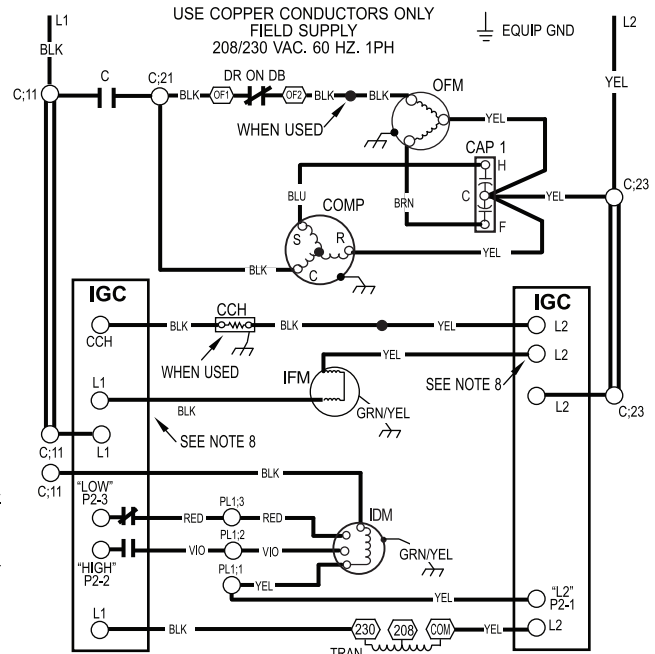 USE COPPER CONDUCTORS ONLY
FIELD SUPPLY
208/230 VAC. 60 HZ. 1PH
EQUIP GND
L1
L2
BLK
YEL
C;11
C
C;21
BLK
OF1
DR ON DB
OF2
BLK
BLK
OFM
WHEN USED
YEL
CAP 1
H
C
F
YEL
C;23
BLU
BRN
COMP
S
R
C
YEL
BLK
IGC
IGC
CCH
BLK
CCH
BLK
YEL
L2
WHEN USED
YEL
L2
L1
BLK
IFM
GRN/YEL
SEE NOTE 8
L2
C;23
SEE NOTE 8
C;11
L1
C;11
BLK
"LOW"
P2-3
RED
PL1;3
RED
IDM
"HIGH"
P2-2
VIO
PL1;2
VIO
GRN/YEL
PL1;1
YEL
YEL
"L2"
P2-1
L1
BLK
230
208
COM
YEL
L2
TRAN